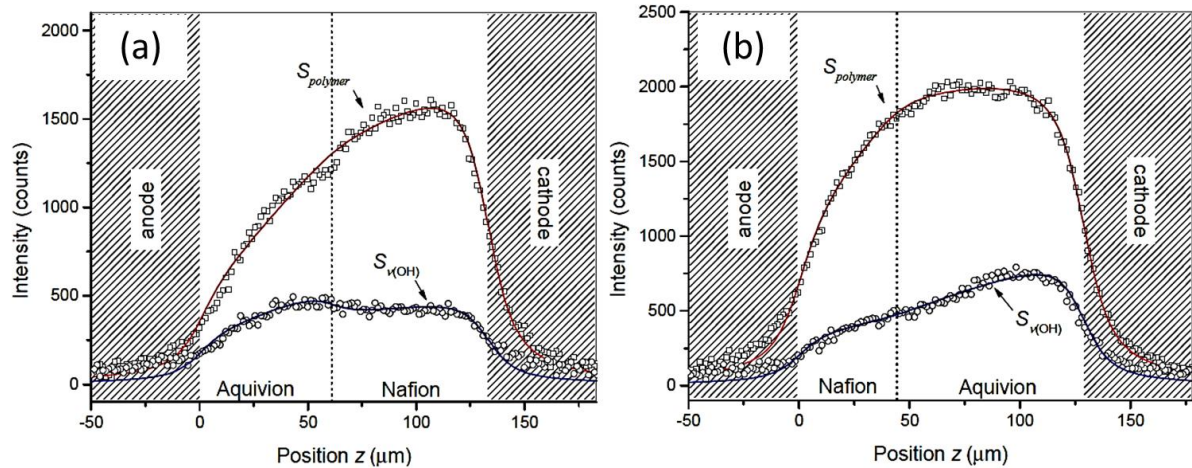 (a)
2000
1500
1000
500
0
Intensity (counts)
anode
cathode
S_polymer
S_ν(OH)
Aquivion
Nafion
-50 0 50 100 150
Position z (μm)
(b)
2500
2000
1500
1000
500
0
Intensity (counts)
anode
cathode
S_polymer
S_ν(OH)
Nafion
Aquivion
-50 0 50 100 150
Position z (μm)